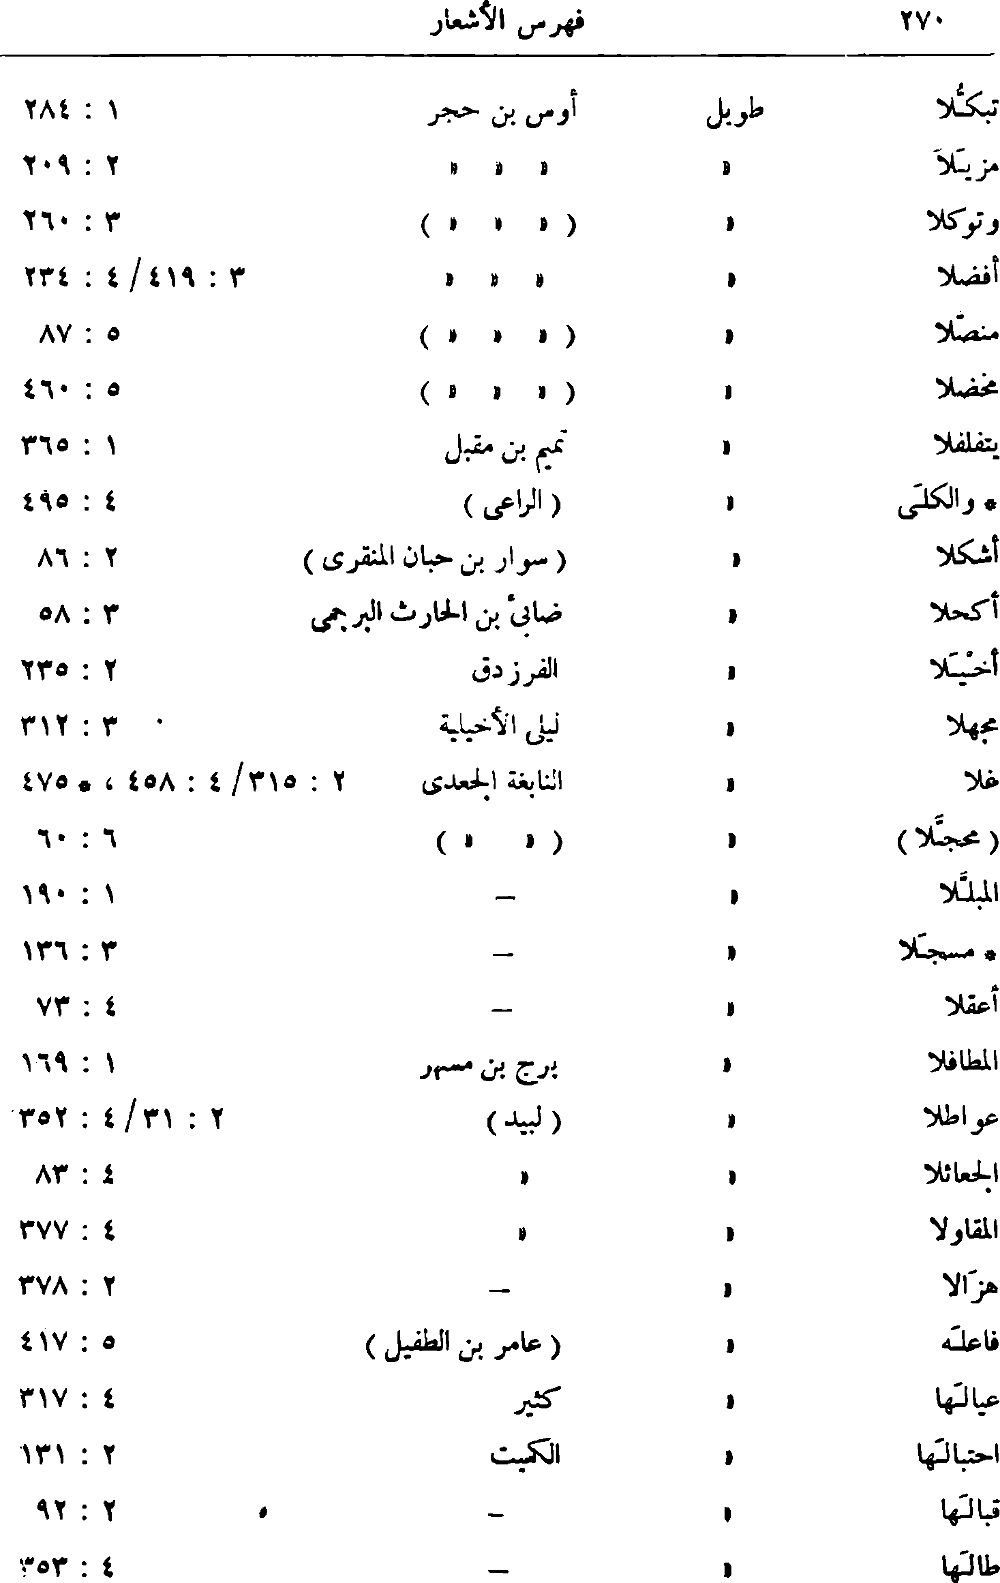 ٢٧٠ فهرس الأشعار
تبكُّلا طويل أوس بن حجر ١ : ٢٨٤
مزيَلاَ » » » » ٢ : ٢٠٩
وتوكلا » ( » » » ) ٣ : ٢٦٠
أفضلا » » » » ٣ : ٤١٩ / ٤ : ٢٣٤
منصّلا » ( » » » ) ٥ : ٨٧
مخضلا » ( » » » ) ٥ : ٤٦٠
يتفلفلا » تميم بن مقبل ١ : ٣٦٥
* والكلَى » ( الراعى ) ٤ : ٤٩٥
أشكلا » ( سوار بن حبان المنقرى ) ٢ : ٨٦
أكحلا » ضابئ بن الحارث البرجمى ٣ : ٥٨
أخْيَلا » الفرزدق ٢ : ٢٣٥
مجهلا » ليلى الأخيلية ٣ : ٣١٢
غلا » النابغة الجعدى ٢ : ٣١٥ / ٤ : ٤٥٨ ، * ٤٧٥
( محجَّلا ) » ( » » ) ٦ : ٦٠
المبلَّلا » — ١ : ١٩٠
* مسجَلا » — ٣ : ١٣٦
أعقلا » — ٤ : ٧٣
المطافلا » برج بن مسهر ١ : ١٦٩
عواطلا » ( لبيد ) ٢ : ٣١ / ٤ : ٣٥٢
الجعائلا » » ٤ : ٨٣
المقاولا » » ٤ : ٣٧٧
هزَالا » — ٢ : ٣٧٨
فاعلَه » ( عامر بن الطفيل ) ٥ : ٤١٧
عيالَها » كثير ٤ : ٣١٧
احتبالَها » الكميت ٢ : ١٣١
قبالَها » — ٢ : ٩٢
طالَها » — ٤ : ٣٥٣